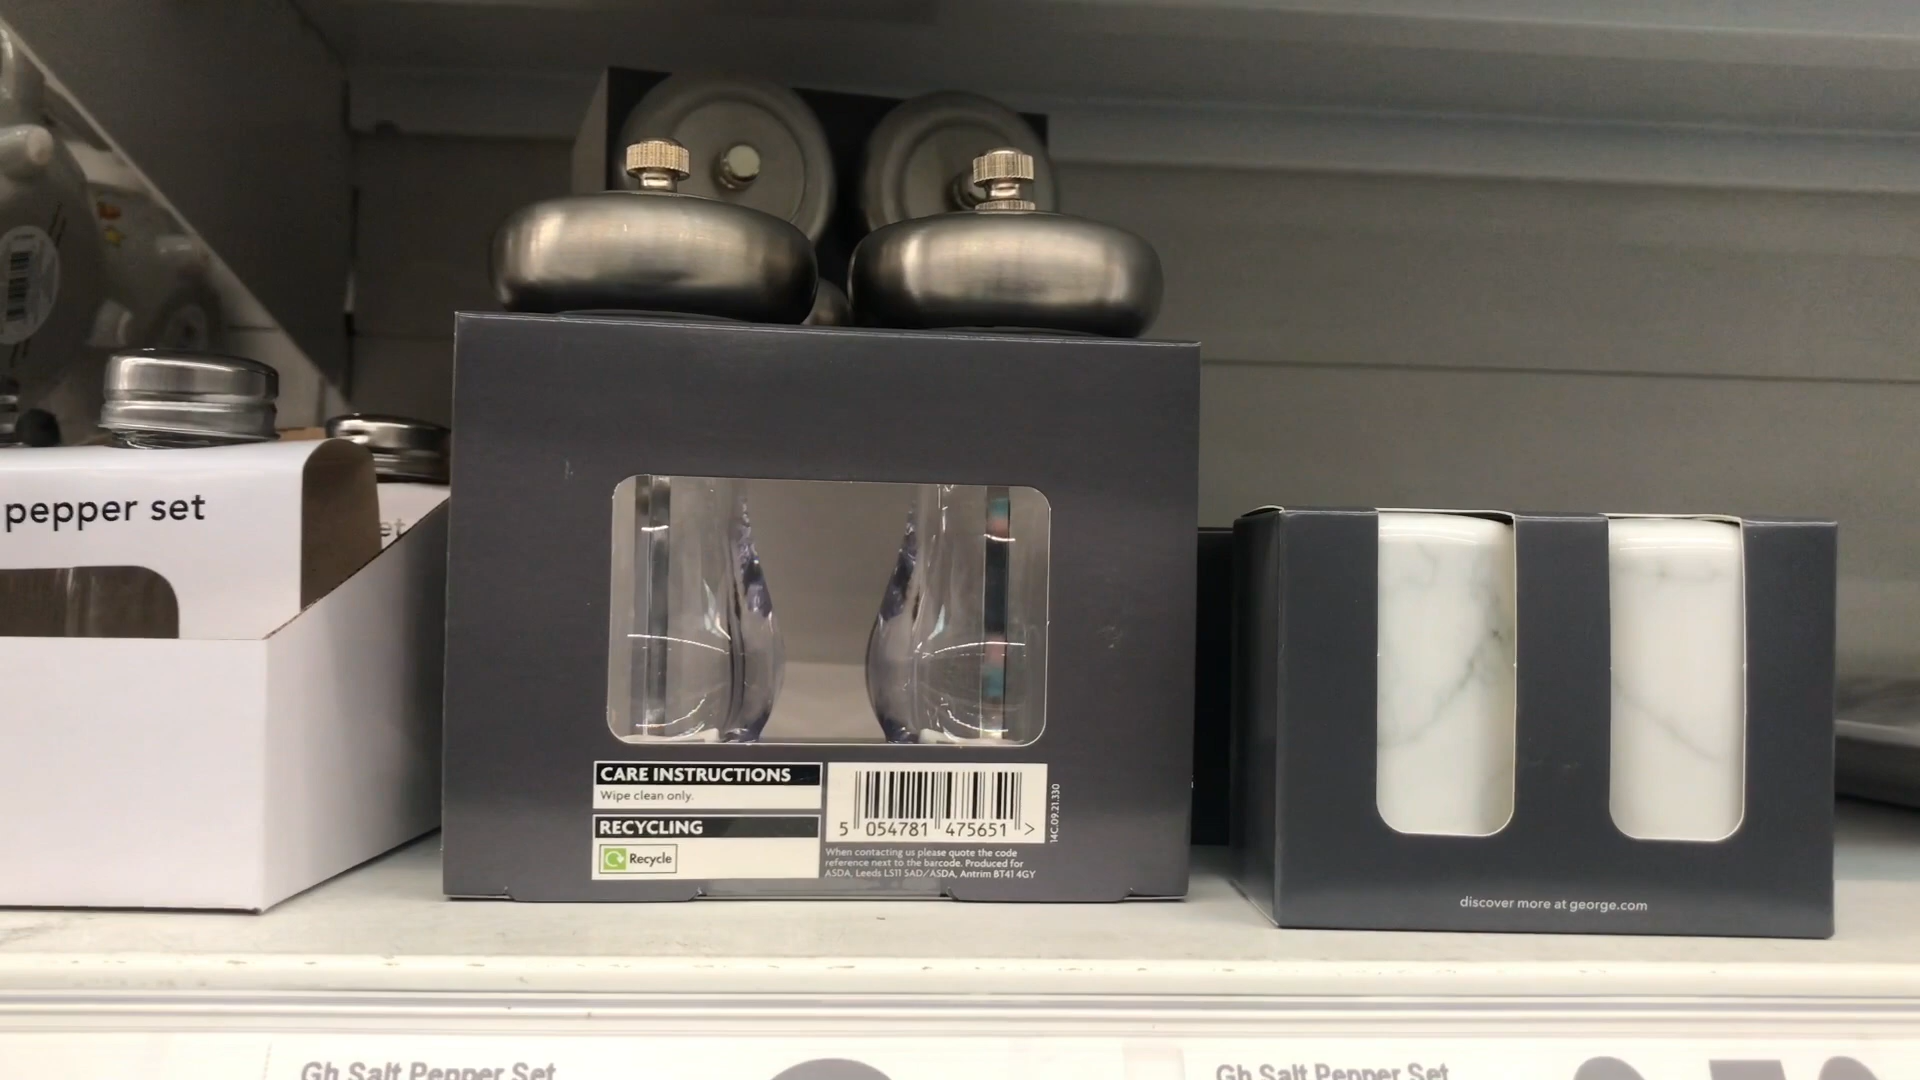 pepper set
et
CARE INSTRUCTIONS
Wipe clean only.
RECYCLING
Recycle
5 054781 475651 >
14C.09.21.330
When contacting us please quote the code
reference next to the barcode. Produced for
ASDA, Leeds LS11 5AD/ASDA, Antrim BT41 4GY
discover more at george.com
Gh Salt Pepper Set
Gh Salt Pepper Set